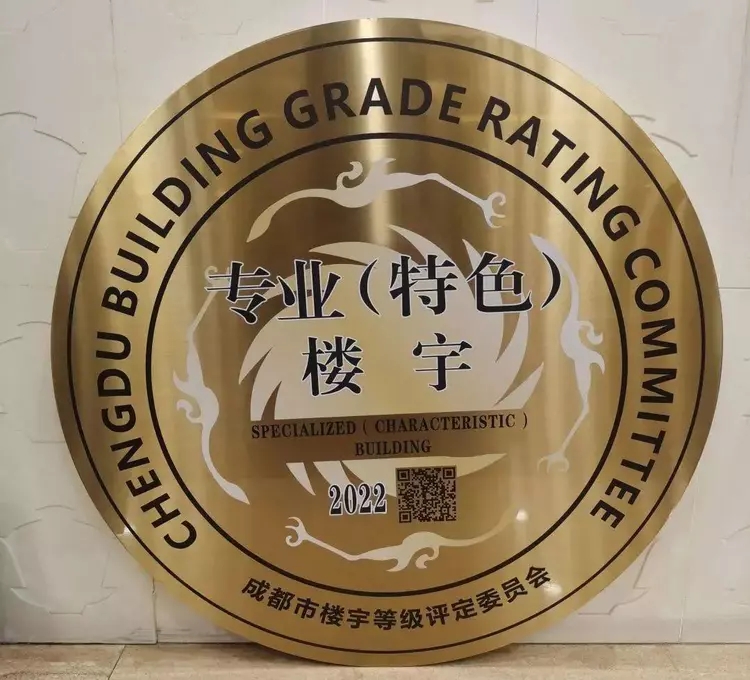 CHENGDU BUILDING GRADE RATING COMMITTEE
专业（特色）
楼宇
SPECIALIZED ( CHARACTERISTIC )
BUILDING
2022
成都市楼宇等级评定委员会